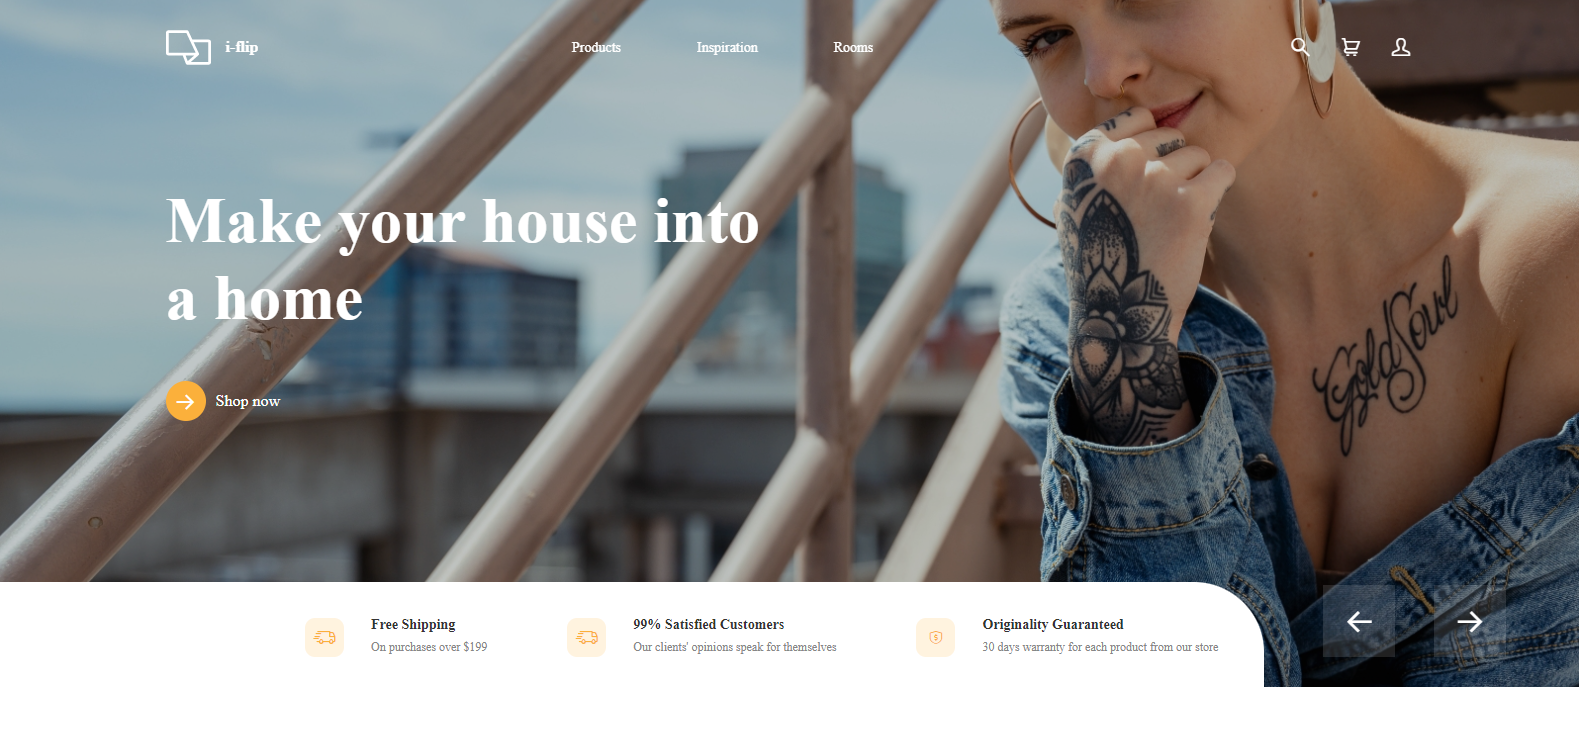 i-flip
Products
Inspiration
Rooms
Make your house into
a home
Shop now
Gold Soul
Free Shipping
On purchases over $199
99% Satisfied Customers
Our clients' opinions speak for themselves
Originality Guaranteed
30 days warranty for each product from our store